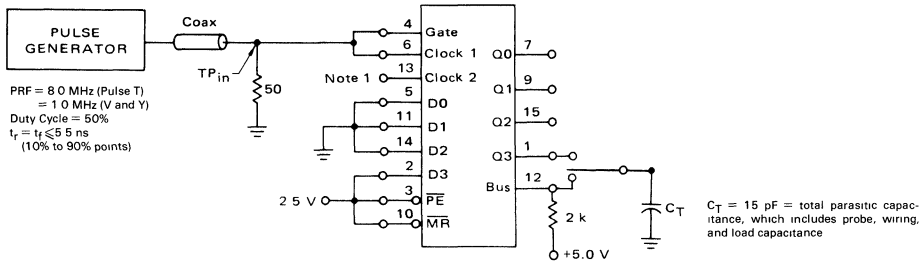 PULSE
GENERATOR
Coax
TPin
50
PRF = 8 0 MHz (Pulse T)
= 1 0 MHz (V and Y)
Duty Cycle = 50%
tr = tf ⩽5 5 ns
(10% to 90% points)
Note 1
4 Gate
6 Clock 1
13 Clock 2
5 D0
11 D1
14 D2
2 D3
3 P̅E̅
10 M̅R̅
2 5 V
Q0 7
Q1 9
Q2 15
Q3 1
Bus 12
2 k
+5.0 V
CT
CT = 15 pF = total parasitic capac-
itance, which includes probe, wiring,
and load capacitance